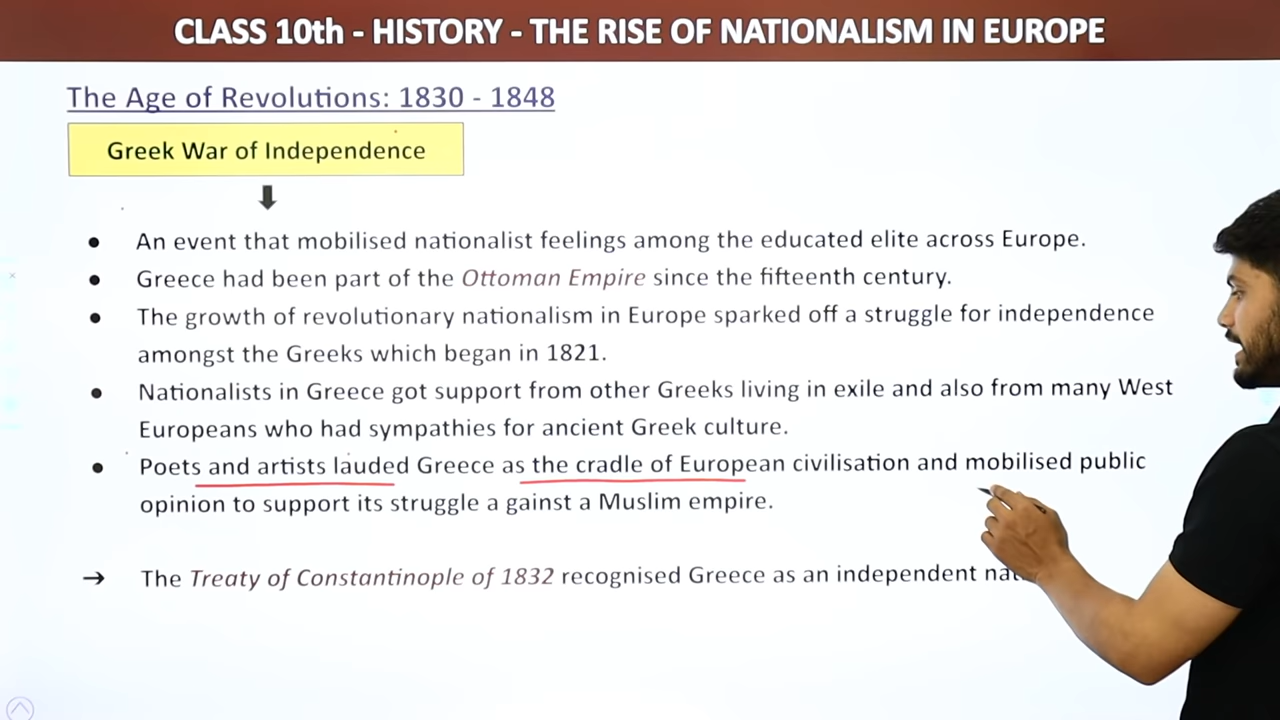 CLASS 10th - HISTORY - THE RISE OF NATIONALISM IN EUROPE
The Age of Revolutions: 1830 - 1848
Greek War of Independence
• An event that mobilised nationalist feelings among the educated elite across Europe.
• Greece had been part of the Ottoman Empire since the fifteenth century.
• The growth of revolutionary nationalism in Europe sparked off a struggle for independence
amongst the Greeks which began in 1821.
• Nationalists in Greece got support from other Greeks living in exile and also from many West
Europeans who had sympathies for ancient Greek culture.
• Poets and artists lauded Greece as the cradle of European civilisation and mobilised public
opinion to support its struggle a gainst a Muslim empire.
→ The Treaty of Constantinople of 1832 recognised Greece as an independent